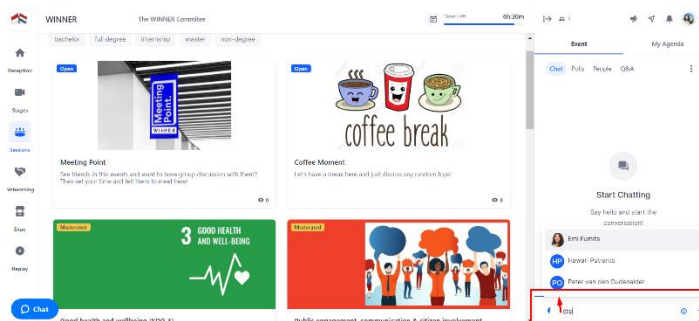 WINNER
The WINNER Commitee
Time Left
6h:30m
1
bachelor full degree internship master non-degree
Reception
Stages
Sessions
Networking
Expo
Replay
Open
Meeting Point.
WINNER
Meeting Point
See friends in this events and want to have group discussion with them?
Then set your time and tell them to meet here!
0
Open
coffee break
Coffee Moment
Let's have a break here and just discuss any random topic
0
Moderated
3 GOOD HEALTH
AND WELL-BEING
Good health and wellbeing (SDG 3)
Moderated
Public engagement, communication & citizen involvement
Chat
Event
My Agenda
Chat Polls People Q&A
Start Chatting
Say hello and start the
conversation!
Emi Fumita
HP Hawari Putranto
PO Peter van den Oudenalder